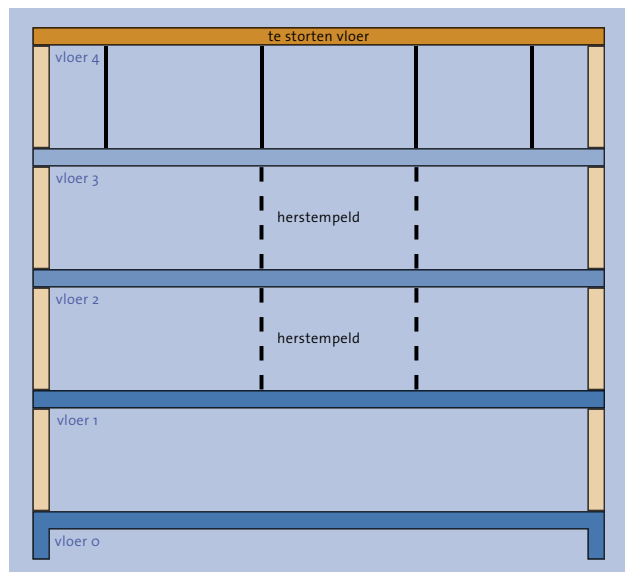 te storten vloer
vloer 4
vloer 3
herstempeld
vloer 2
herstempeld
vloer 1
vloer 0